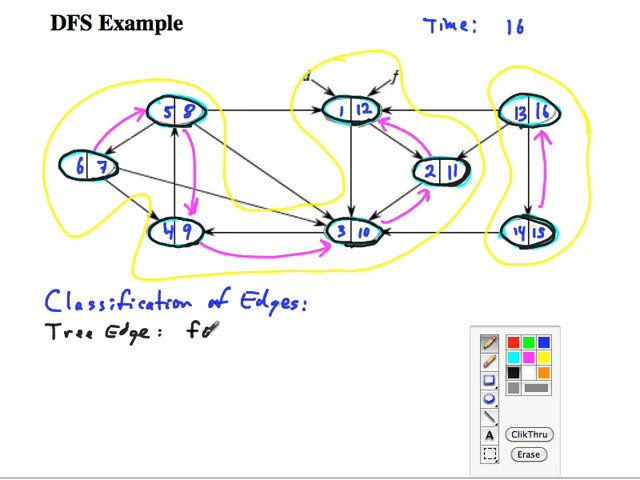 DFS Example
Time: 16
d f
5 8
1 12
13 16
6 7
2 11
4 9
3 10
14 15
Classification of Edges:
Tree Edge: fo
A
ClikThru
Erase